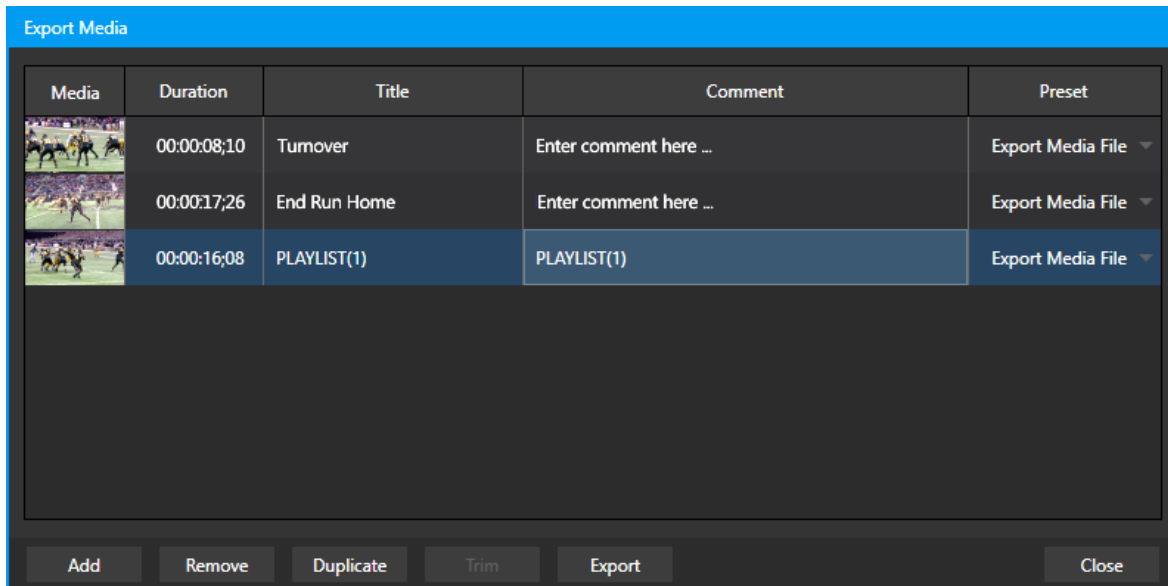 Export Media
Media Duration Title Comment Preset
00:00:08;10 Turnover Enter comment here ... Export Media File
00:00:17;26 End Run Home Enter comment here ... Export Media File
00:00:16;08 PLAYLIST(1) PLAYLIST(1) Export Media File
Add Remove Duplicate Trim Export Close